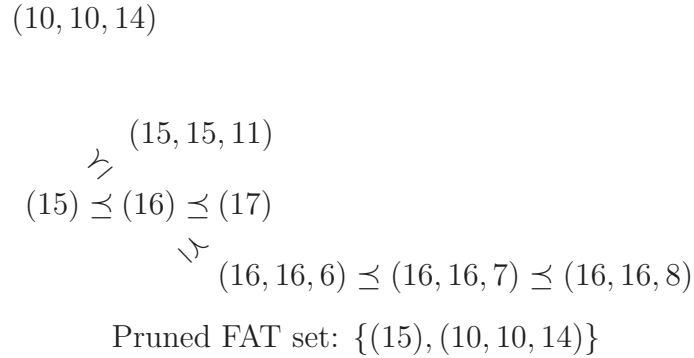 (10, 10, 14)
(15, 15, 11)
⪯
(15) ⪯ (16) ⪯ (17)
⪯
(16, 16, 6) ⪯ (16, 16, 7) ⪯ (16, 16, 8)
Pruned FAT set: {(15), (10, 10, 14)}